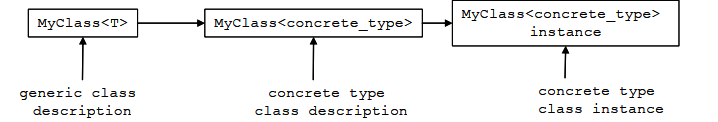 MyClass<T>
MyClass<concrete_type>
MyClass<concrete_type>
instance
generic class
description
concrete type
class description
concrete type
class instance